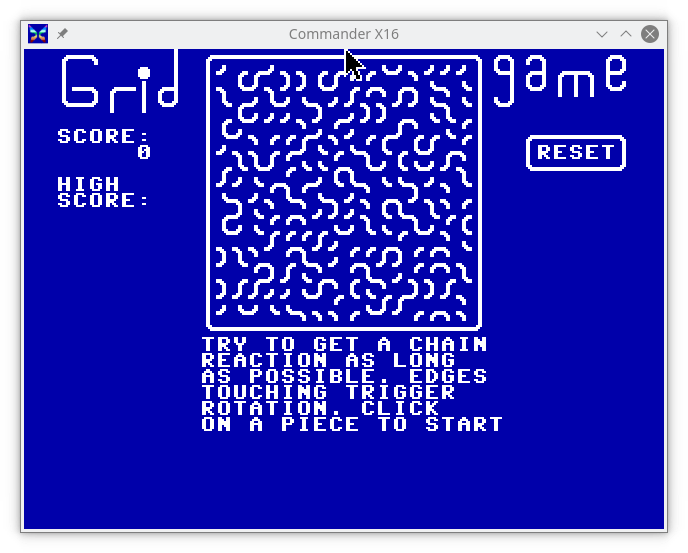 Commander X16
Grid game
SCORE:
0
RESET
HIGH
SCORE:
TRY TO GET A CHAIN
REACTION AS LONG
AS POSSIBLE. EDGES
TOUCHING TRIGGER
ROTATION. CLICK
ON A PIECE TO START